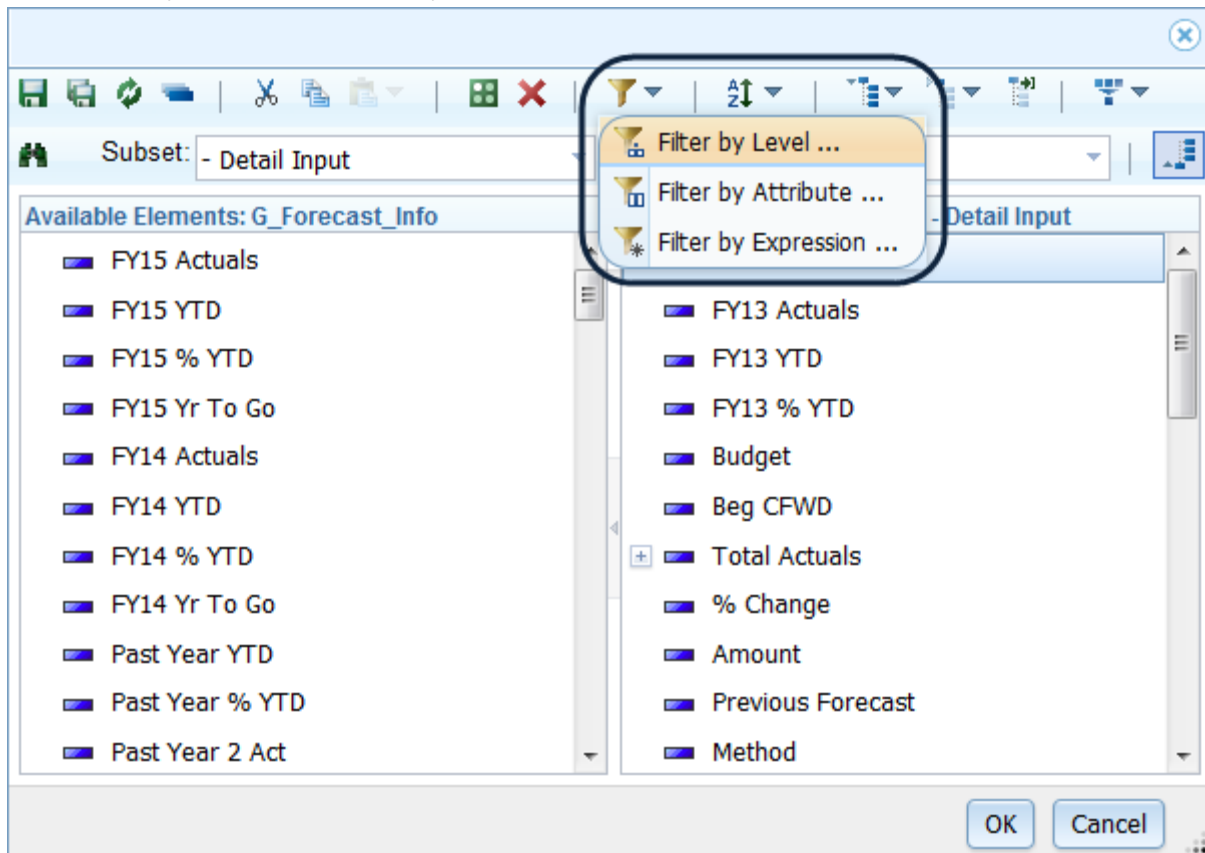 Subset:
- Detail Input
Filter by Level ...
Filter by Attribute ...
Filter by Expression ...
Available Elements: G_Forecast_Info
- Detail Input
FY15 Actuals
FY15 YTD
FY15 % YTD
FY15 Yr To Go
FY14 Actuals
FY14 YTD
FY14 % YTD
FY14 Yr To Go
Past Year YTD
Past Year % YTD
Past Year 2 Act
FY13 Actuals
FY13 YTD
FY13 % YTD
Budget
Beg CFWD
Total Actuals
% Change
Amount
Previous Forecast
Method
OK
Cancel